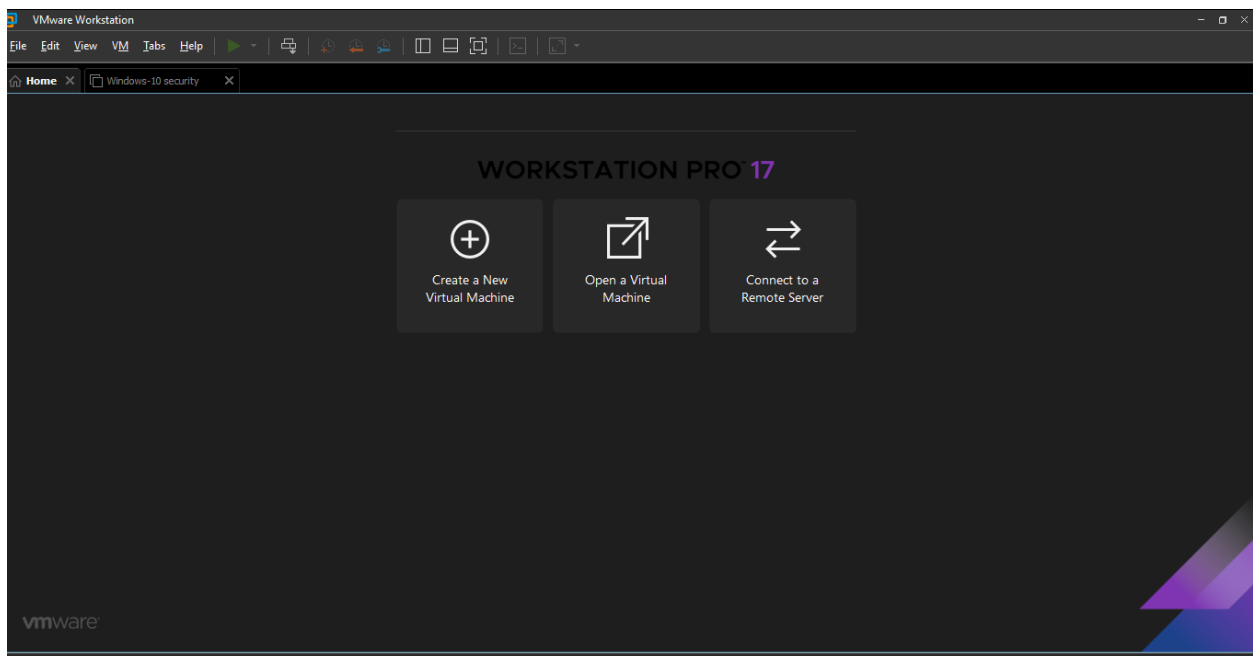 VMware Workstation
File Edit View VM Tabs Help
Home Windows-10 security
WORKSTATION PRO™ 17
Create a New
Virtual Machine
Open a Virtual
Machine
Connect to a
Remote Server
vmware®